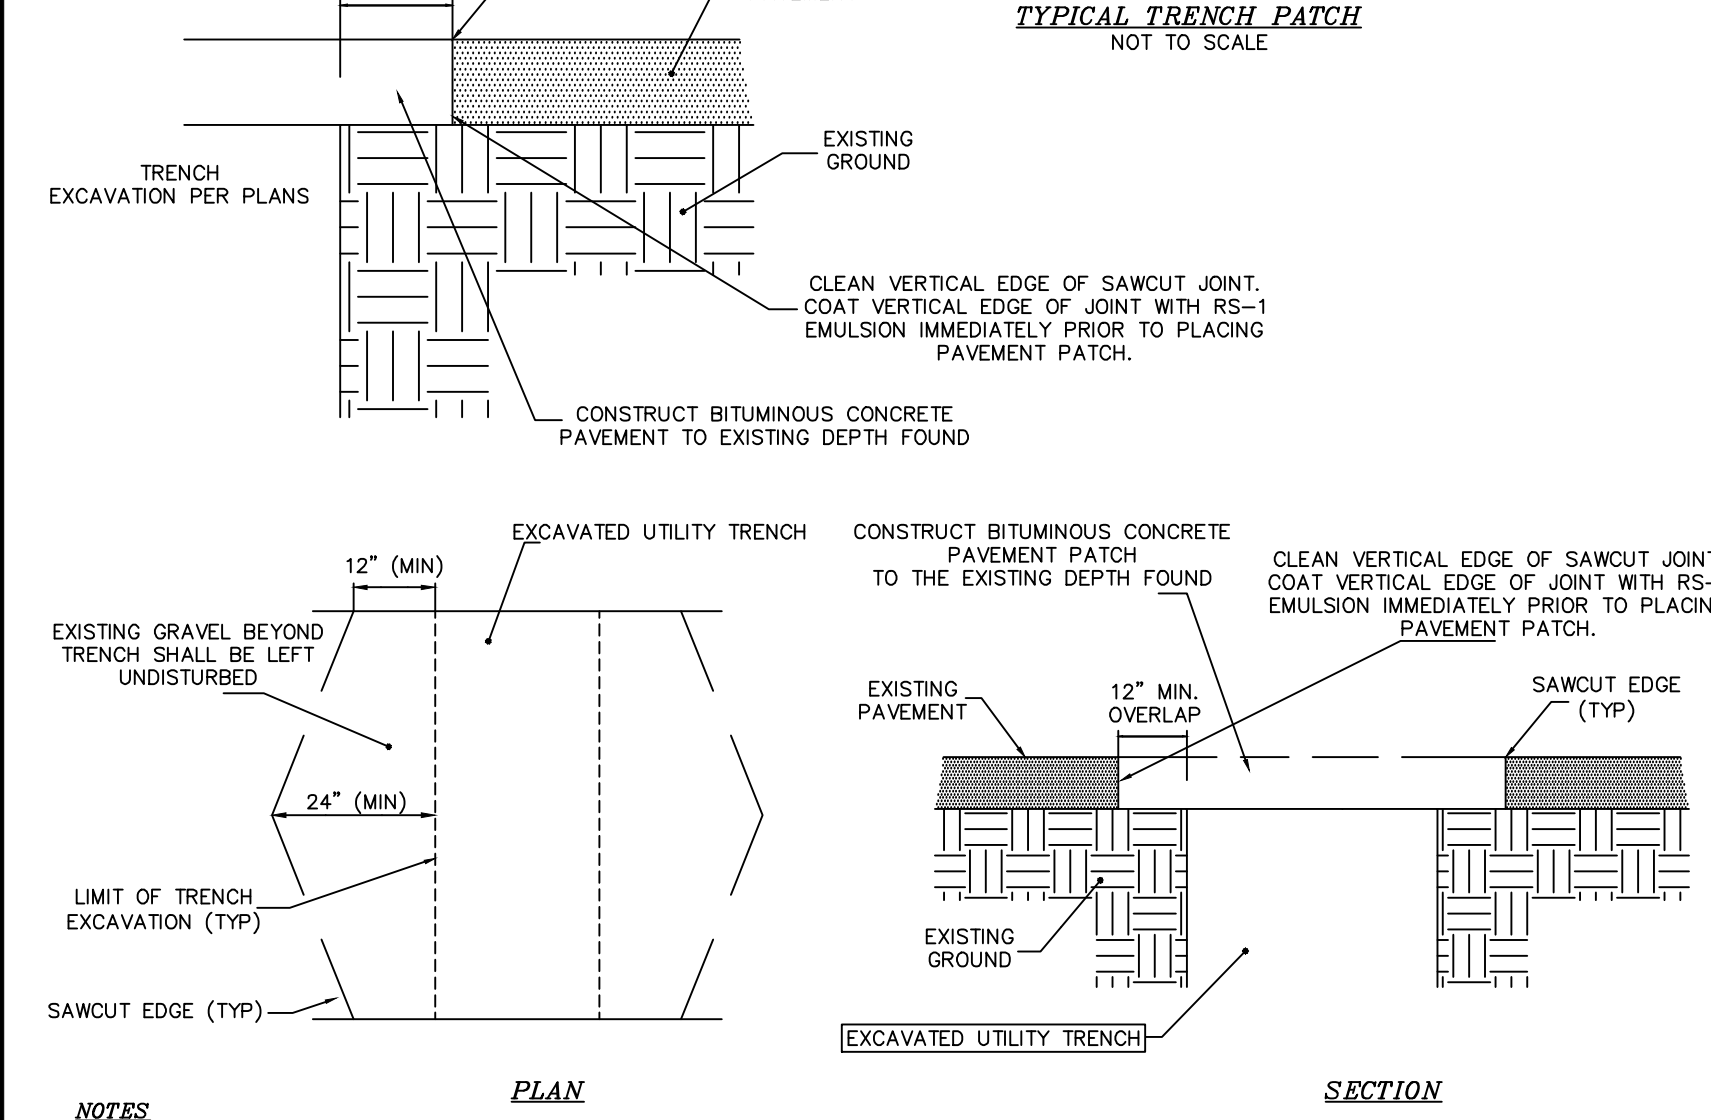 TYPICAL TRENCH PATCH
NOT TO SCALE
EXISTING
GROUND
TRENCH
EXCAVATION PER PLANS
CLEAN VERTICAL EDGE OF SAWCUT JOINT.
COAT VERTICAL EDGE OF JOINT WITH RS-1
EMULSION IMMEDIATELY PRIOR TO PLACING
PAVEMENT PATCH.
CONSTRUCT BITUMINOUS CONCRETE
PAVEMENT TO EXISTING DEPTH FOUND
EXCAVATED UTILITY TRENCH
12" (MIN)
EXISTING GRAVEL BEYOND
TRENCH SHALL BE LEFT
UNDISTURBED
24" (MIN)
LIMIT OF TRENCH
EXCAVATION (TYP)
SAWCUT EDGE (TYP)
PLAN
NOTES
CONSTRUCT BITUMINOUS CONCRETE
PAVEMENT PATCH
TO THE EXISTING DEPTH FOUND
CLEAN VERTICAL EDGE OF SAWCUT JOINT
COAT VERTICAL EDGE OF JOINT WITH RS-
EMULSION IMMEDIATELY PRIOR TO PLACIN
PAVEMENT PATCH.
EXISTING
PAVEMENT
12" MIN.
OVERLAP
SAWCUT EDGE
(TYP)
EXISTING
GROUND
EXCAVATED UTILITY TRENCH
SECTION